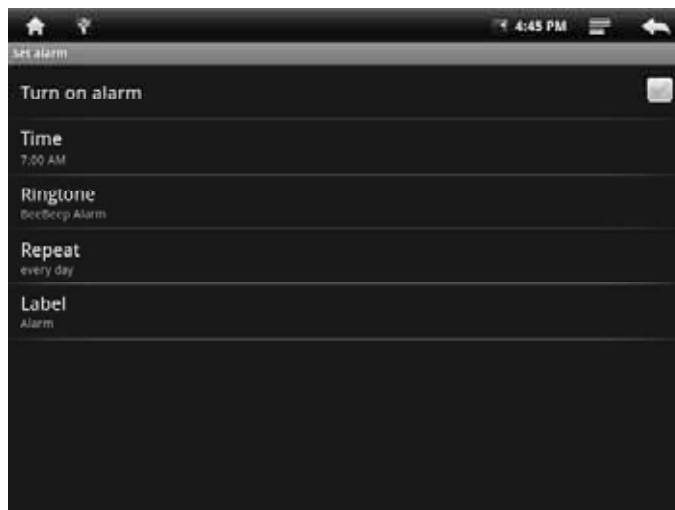 4:45 PM
Set alarm
Turn on alarm
Time
7:00 AM
Ringtone
BeeBeep Alarm
Repeat
every day
Label
Alarm